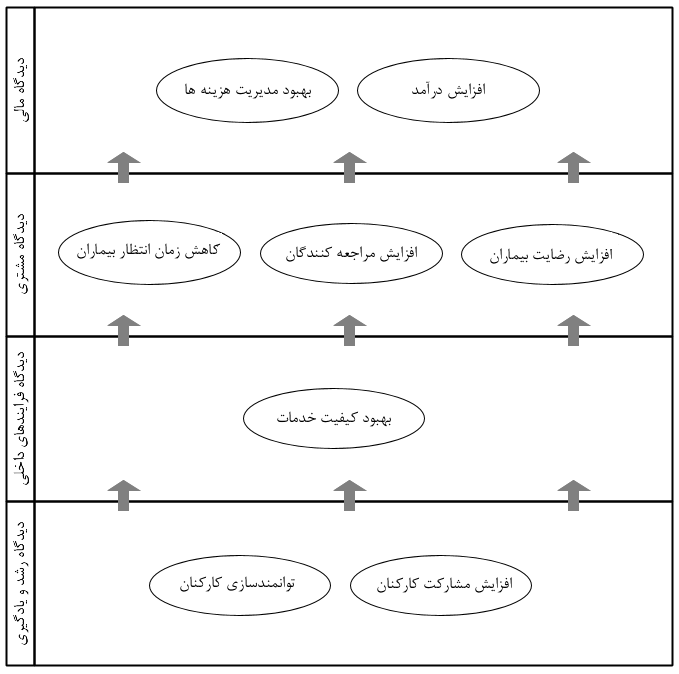 دیدگاه مالی
افزایش درآمد
بهبود مدیریت هزینه ها
دیدگاه مشتری
افزایش رضایت بیماران
افزایش مراجعه کنندگان
کاهش زمان انتظار بیماران
دیدگاه فرایندهای داخلی
بهبود کیفیت خدمات
دیدگاه رشد و یادگیری
افزایش مشارکت کارکنان
توانمندسازی کارکنان